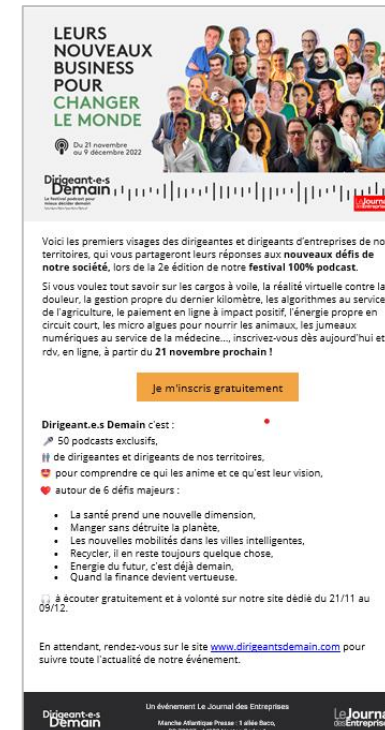 LEURS
NOUVEAUX
BUSINESS
POUR
CHANGER
LE MONDE
Du 21 novembre
au 9 décembre 2022
Dirigeant·e·s
Demain
Le festival podcast pour
mieux décider demain
LeJournal
des Entreprises
Voici les premiers visages des dirigeantes et dirigeants d'entreprises de no
territoires, qui vous partageront leurs réponses aux nouveaux défis de
notre société, lors de la 2e édition de notre festival 100% podcast.
Si vous voulez tout savoir sur les cargos à voile, la réalité virtuelle contre la
douleur, la gestion propre du dernier kilomètre, les algorithmes au service
de l'agriculture, le paiement en ligne à impact positif, l'énergie propre en
circuit court, les micro algues pour nourrir les animaux, les jumeaux
numériques au service de la médecine..., inscrivez-vous dès aujourd'hui et
rdv, en ligne, à partir du 21 novembre prochain !
Je m'inscris gratuitement
Dirigeant.e.s Demain c'est :
50 podcasts exclusifs,
de dirigeantes et dirigeants de nos territoires,
pour comprendre ce qui les anime et ce qu'est leur vision,
autour de 6 défis majeurs :
• La santé prend une nouvelle dimension,
• Manger sans détruite la planète,
• Les nouvelles mobilités dans les villes intelligentes,
• Recycler, il en reste toujours quelque chose,
• Energie du futur, c'est déjà demain,
• Quand la finance devient vertueuse.
à écouter gratuitement et à volonté sur notre site dédié du 21/11 au
09/12.
En attendant, rendez-vous sur le site www.dirigeantsdemain.com pour
suivre toute l'actualité de notre événement.
Un événement Le Journal des Entreprises
Dirigeant·e·s
Demain
Manche Atlantique Presse : 1 allée Baco,
LeJourna
des Entreprise